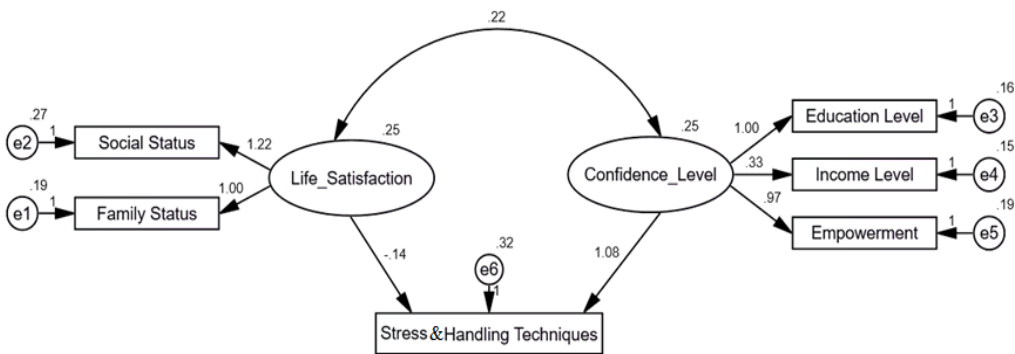 .22
.27
e2
1
Social Status
1.22
.25
Life_Satisfaction
.19
e1
1
Family Status
1.00
.25
Confidence_Level
1.00
Education Level
1
e3
.16
.33
Income Level
1
e4
.15
.97
Empowerment
1
e5
.19
-.14
.32
e6
1
1.08
Stress&Handling Techniques